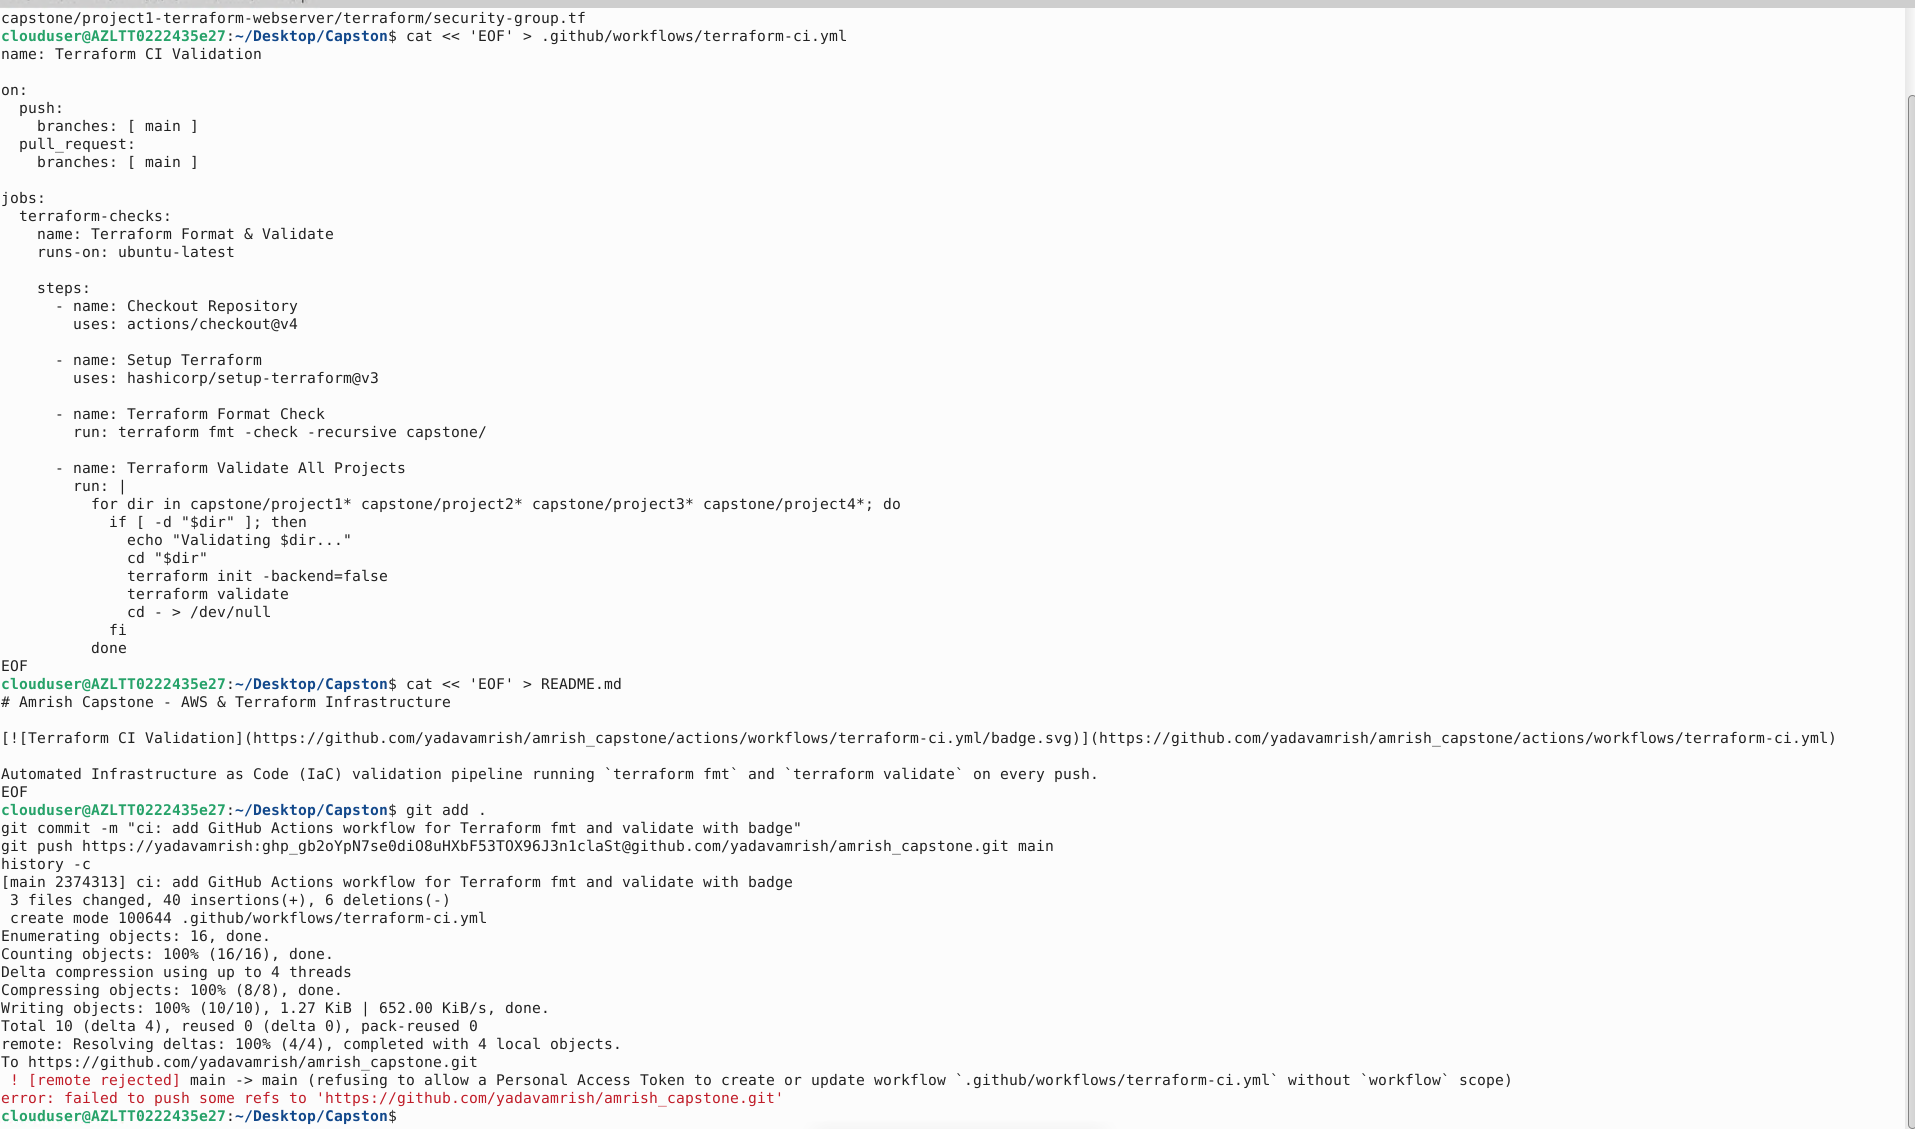 capstone/project1-terraform-webserver/terraform/security-group.tf
clouduser@AZLTT0222435e27:~/Desktop/Capston$ cat << 'EOF' > .github/workflows/terraform-ci.yml
name: Terraform CI Validation

on:
  push:
    branches: [ main ]
  pull_request:
    branches: [ main ]

jobs:
  terraform-checks:
    name: Terraform Format & Validate
    runs-on: ubuntu-latest

    steps:
      - name: Checkout Repository
        uses: actions/checkout@v4

      - name: Setup Terraform
        uses: hashicorp/setup-terraform@v3

      - name: Terraform Format Check
        run: terraform fmt -check -recursive capstone/

      - name: Terraform Validate All Projects
        run: |
          for dir in capstone/project1* capstone/project2* capstone/project3* capstone/project4*; do
            if [ -d "$dir" ]; then
              echo "Validating $dir..."
              cd "$dir"
              terraform init -backend=false
              terraform validate
              cd - > /dev/null
            fi
          done
EOF
clouduser@AZLTT0222435e27:~/Desktop/Capston$ cat << 'EOF' > README.md
# Amrish Capstone - AWS & Terraform Infrastructure

[![Terraform CI Validation](https://github.com/yadavamrish/amrish_capstone/actions/workflows/terraform-ci.yml/badge.svg)](https://github.com/yadavamrish/amrish_capstone/actions/workflows/terraform-ci.yml)

Automated Infrastructure as Code (IaC) validation pipeline running `terraform fmt` and `terraform validate` on every push.
EOF
clouduser@AZLTT0222435e27:~/Desktop/Capston$ git add .
git commit -m "ci: add GitHub Actions workflow for Terraform fmt and validate with badge"
git push https://yadavamrish: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@github.com/yadavamrish/amrish_capstone.git main
history -c
[main 2374313] ci: add GitHub Actions workflow for Terraform fmt and validate with badge
 3 files changed, 40 insertions(+), 6 deletions(-)
 create mode 100644 .github/workflows/terraform-ci.yml
Enumerating objects: 16, done.
Counting objects: 100% (16/16), done.
Delta compression using up to 4 threads
Compressing objects: 100% (8/8), done.
Writing objects: 100% (10/10), 1.27 KiB | 652.00 KiB/s, done.
Total 10 (delta 4), reused 0 (delta 0), pack-reused 0
remote: Resolving deltas: 100% (4/4), completed with 4 local objects.
To https://github.com/yadavamrish/amrish_capstone.git
 ! [remote rejected] main -> main (refusing to allow a Personal Access Token to create or update workflow `.github/workflows/terraform-ci.yml` without `workflow` scope)
error: failed to push some refs to 'https://github.com/yadavamrish/amrish_capstone.git'
clouduser@AZLTT0222435e27:~/Desktop/Capston$